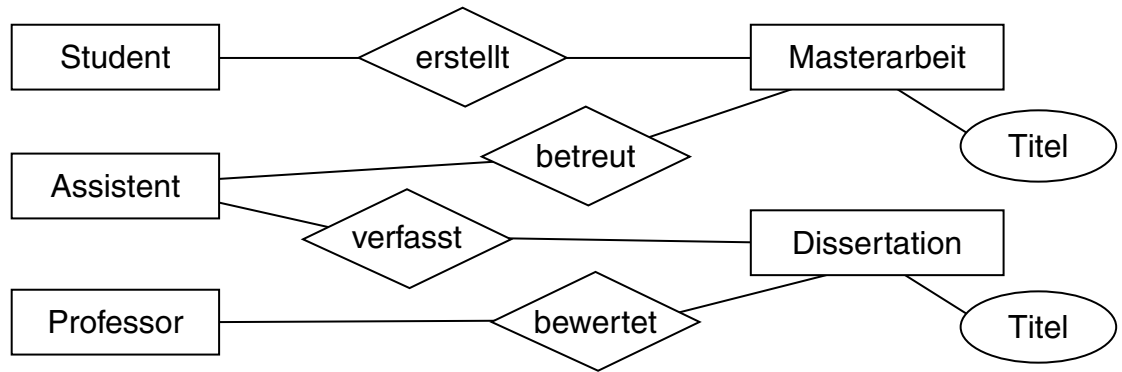 Student
erstellt
Masterarbeit
Titel
betreut
Assistent
verfasst
Dissertation
Titel
Professor
bewertet